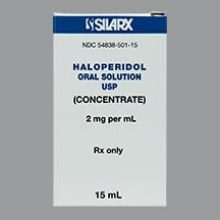 SILARX
NDC 54838-501-15
HALOPERIDOL
ORAL SOLUTION
USP
(CONCENTRATE)
2 mg per mL
Rx only
15 mL